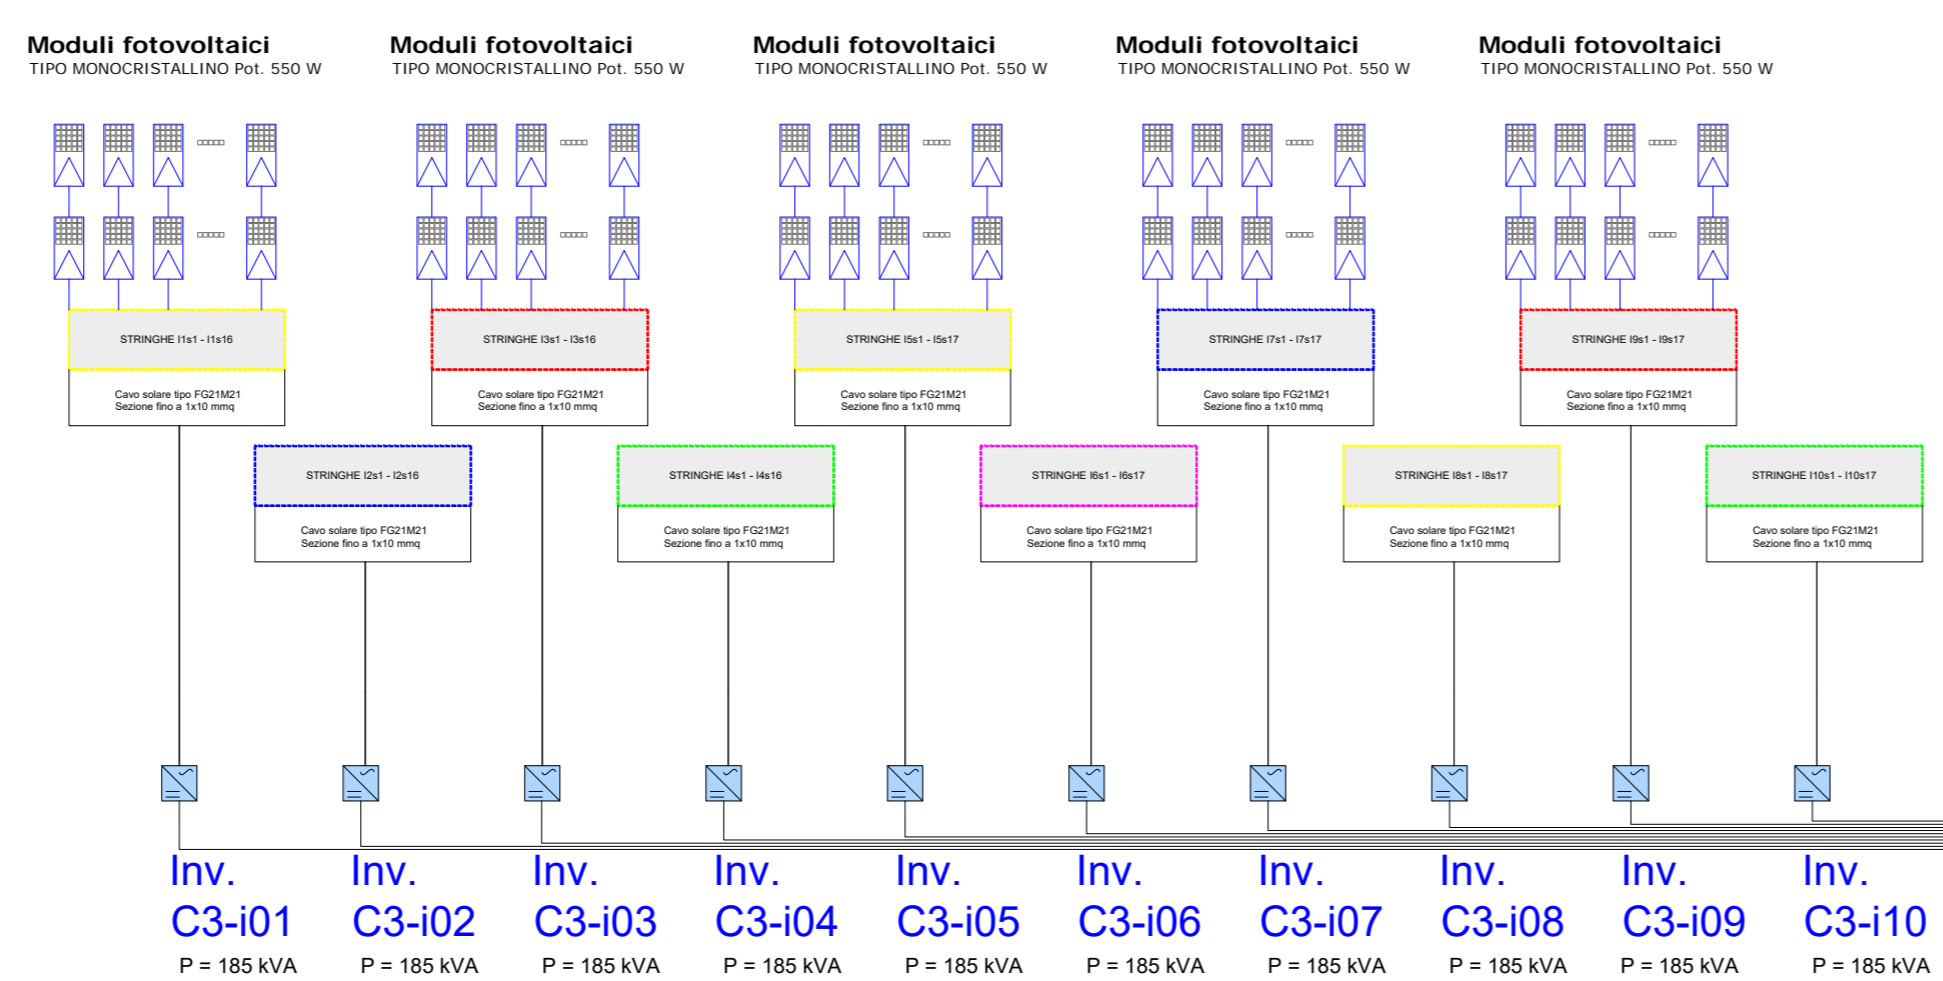 Moduli fotovoltaici
TIPO MONOCRISTALLINO Pot. 550 W
Moduli fotovoltaici
TIPO MONOCRISTALLINO Pot. 550 W
Moduli fotovoltaici
TIPO MONOCRISTALLINO Pot. 550 W
Moduli fotovoltaici
TIPO MONOCRISTALLINO Pot. 550 W
Moduli fotovoltaici
TIPO MONOCRISTALLINO Pot. 550 W
STRINGHE I1s1 - I1s16
Cavo solare tipo FG21M21
Sezione fino a 1x10 mmq
STRINGHE I3s1 - I3s16
Cavo solare tipo FG21M21
Sezione fino a 1x10 mmq
STRINGHE I5s1 - I5s17
Cavo solare tipo FG21M21
Sezione fino a 1x10 mmq
STRINGHE I7s1 - I7s17
Cavo solare tipo FG21M21
Sezione fino a 1x10 mmq
STRINGHE I9s1 - I9s17
Cavo solare tipo FG21M21
Sezione fino a 1x10 mmq
STRINGHE I2s1 - I2s16
Cavo solare tipo FG21M21
Sezione fino a 1x10 mmq
STRINGHE I4s1 - I4s16
Cavo solare tipo FG21M21
Sezione fino a 1x10 mmq
STRINGHE I6s1 - I6s17
Cavo solare tipo FG21M21
Sezione fino a 1x10 mmq
STRINGHE I8s1 - I8s17
Cavo solare tipo FG21M21
Sezione fino a 1x10 mmq
STRINGHE I10s1 - I10s17
Cavo solare tipo FG21M21
Sezione fino a 1x10 mmq
Inv.
C3-i01
P = 185 kVA
Inv.
C3-i02
P = 185 kVA
Inv.
C3-i03
P = 185 kVA
Inv.
C3-i04
P = 185 kVA
Inv.
C3-i05
P = 185 kVA
Inv.
C3-i06
P = 185 kVA
Inv.
C3-i07
P = 185 kVA
Inv.
C3-i08
P = 185 kVA
Inv.
C3-i09
P = 185 kVA
Inv.
C3-i10
P = 185 kVA